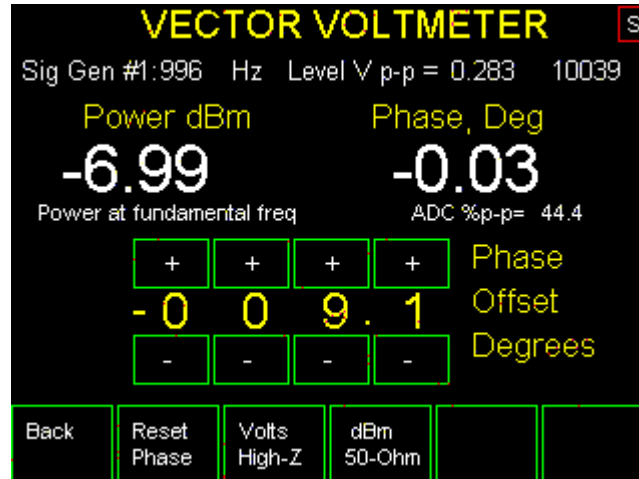 VECTOR VOLTMETER S
Sig Gen #1:996 Hz Level V p-p = 0.283 10039
Power dBm Phase, Deg
-6.99 -0.03
Power at fundamental freq ADC %p-p= 44.4
+ + + + Phase
-0 0 9. 1 Offset
- - - - Degrees
Back Reset Phase Volts High-Z dBm 50-Ohm